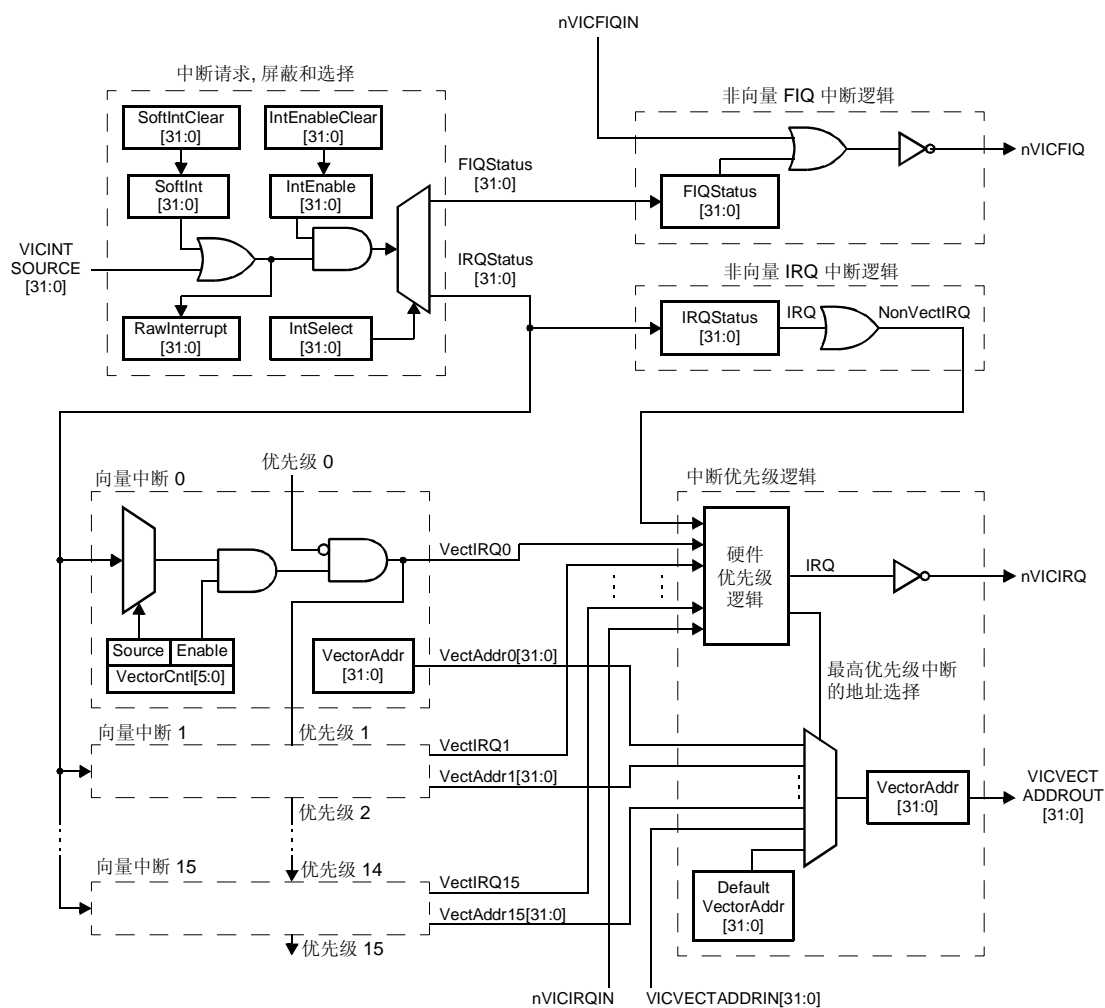 nVICFIQIN
中断请求, 屏蔽和选择
非向量 FIQ 中断逻辑
SoftIntClear
[31:0]
IntEnableClear
[31:0]
nVICFIQ
FIQStatus
[31:0]
SoftInt
[31:0]
IntEnable
[31:0]
FIQStatus
[31:0]
VICINT
SOURCE
[31:0]
IRQStatus
[31:0]
非向量 IRQ 中断逻辑
RawInterrupt
[31:0]
IntSelect
[31:0]
IRQStatus
[31:0]
IRQ
NonVectIRQ
向量中断 0
优先级 0
中断优先级逻辑
VectIRQ0
硬件
优先级
逻辑
IRQ
nVICIRQ
Source
Enable
VectorCntl[5:0]
VectorAddr
[31:0]
VectAddr0[31:0]
最高优先级中断
的地址选择
向量中断 1
优先级 1
VectIRQ1
VectAddr1[31:0]
VectorAddr
[31:0]
VICVECT
ADDROUT
[31:0]
优先级 2
向量中断 15
优先级 14
VectIRQ15
VectAddr15[31:0]
Default
VectorAddr
[31:0]
优先级 15
nVICIRQIN
VICVECTADDRIN[31:0]